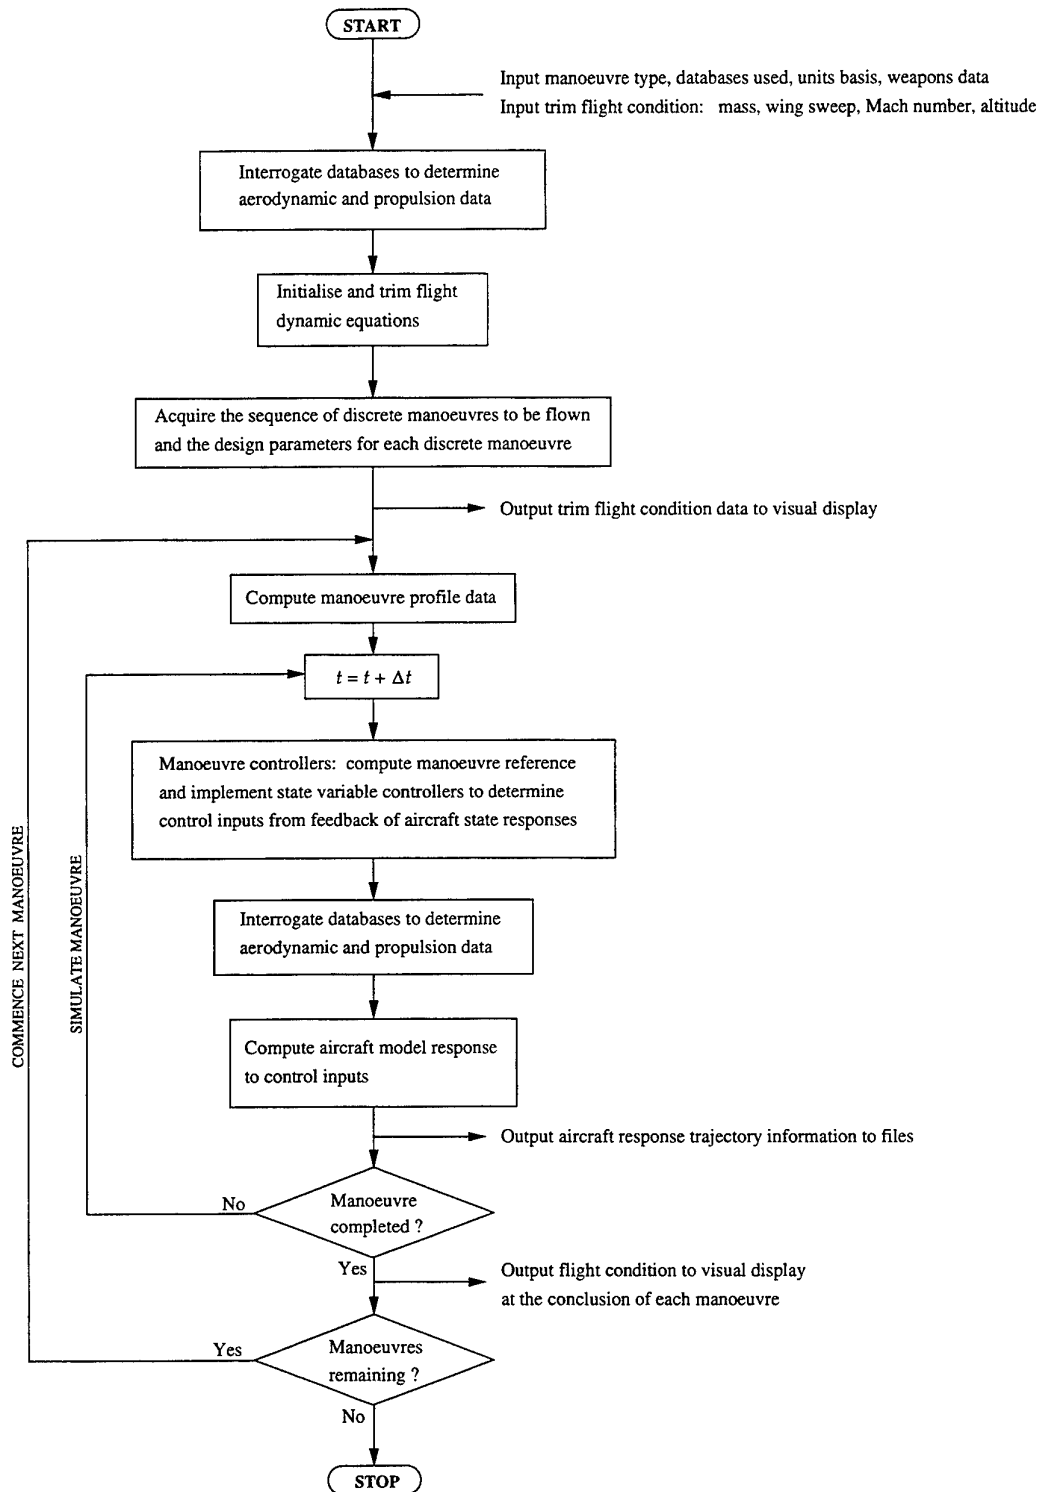 START
Input manoeuvre type, databases used, units basis, weapons data
Input trim flight condition: mass, wing sweep, Mach number, altitude
Interrogate databases to determine
aerodynamic and propulsion data
Initialise and trim flight
dynamic equations
Acquire the sequence of discrete manoeuvres to be flown
and the design parameters for each discrete manoeuvre
Output trim flight condition data to visual display
Compute manoeuvre profile data
t = t + Δt
Manoeuvre controllers: compute manoeuvre reference
and implement state variable controllers to determine
control inputs from feedback of aircraft state responses
COMMENCE NEXT MANOEUVRE
SIMULATE MANOEUVRE
Interrogate databases to determine
aerodynamic and propulsion data
Compute aircraft model response
to control inputs
Output aircraft response trajectory information to files
No
Manoeuvre
completed ?
Yes
Output flight condition to visual display
at the conclusion of each manoeuvre
Yes
Manoeuvres
remaining ?
No
STOP